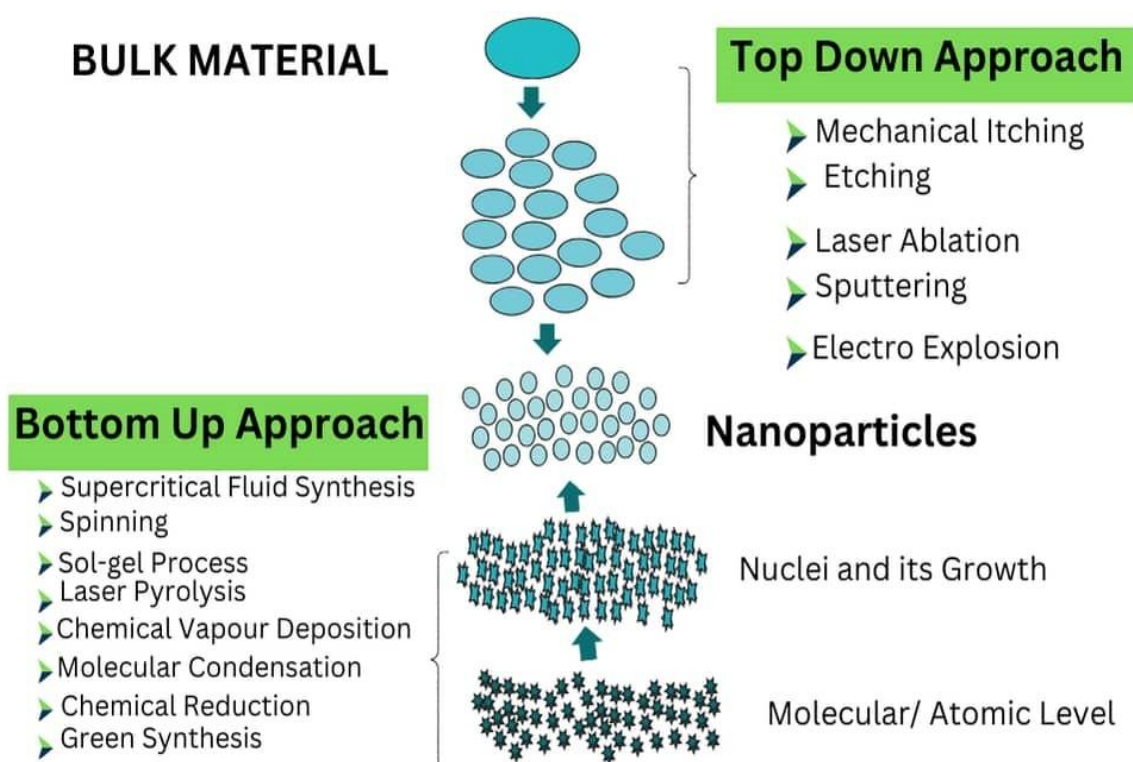 BULK MATERIAL
Top Down Approach
Mechanical Itching
Etching
Laser Ablation
Sputtering
Electro Explosion
Bottom Up Approach
Supercritical Fluid Synthesis
Spinning
Sol-gel Process
Laser Pyrolysis
Chemical Vapour Deposition
Molecular Condensation
Chemical Reduction
Green Synthesis
Nanoparticles
Nuclei and its Growth
Molecular/ Atomic Level